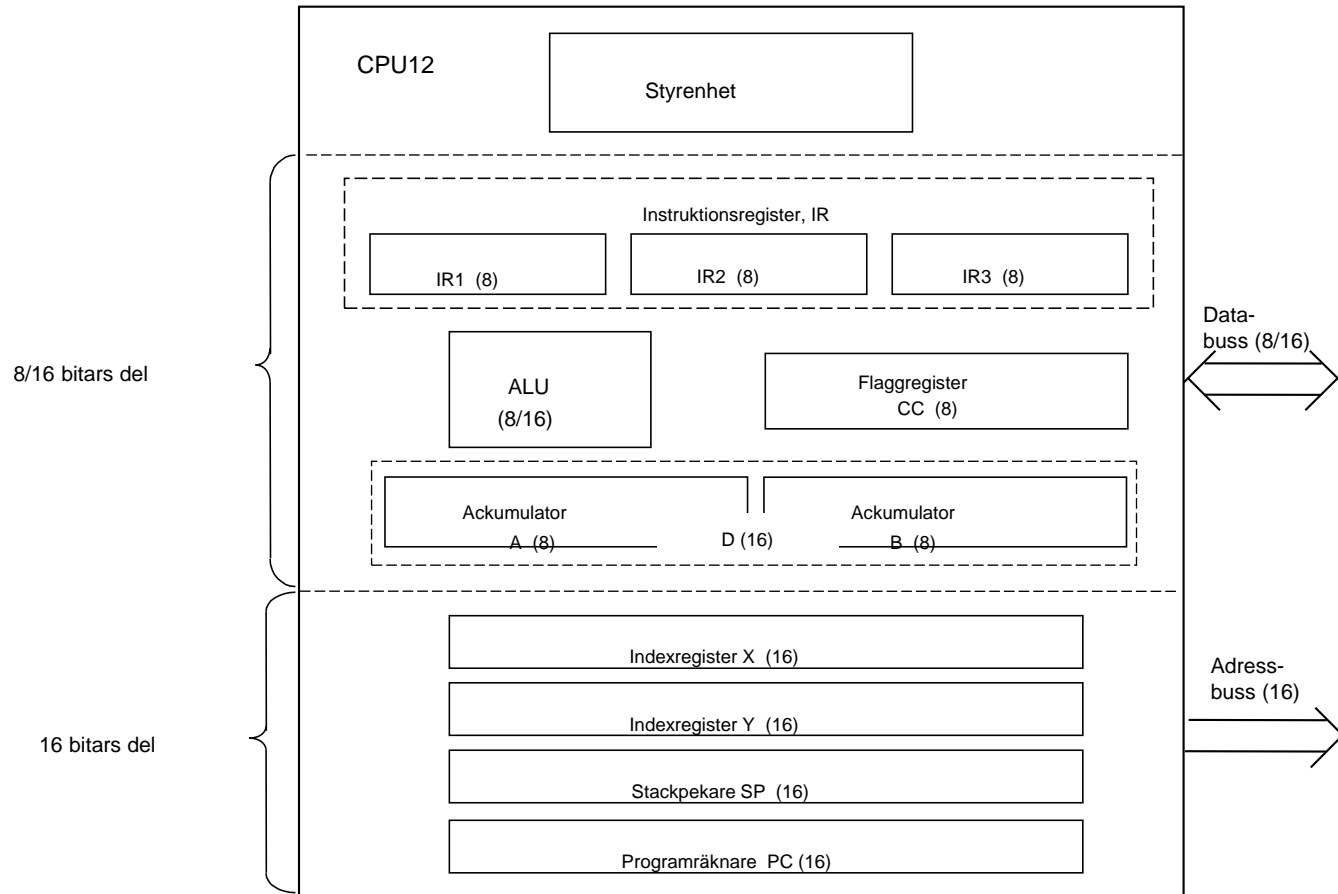 CPU12
Styrenhet
Instruktionsregister, IR
IR1 (8)
IR2 (8)
IR3 (8)
8/16 bitars del
ALU
(8/16)
Flaggregister
CC (8)
Data-
buss (8/16)
Ackumulator
A (8)
D (16)
Ackumulator
B (8)
Indexregister X (16)
Indexregister Y (16)
Adress-
buss (16)
16 bitars del
Stackpekare SP (16)
Programräknare PC (16)